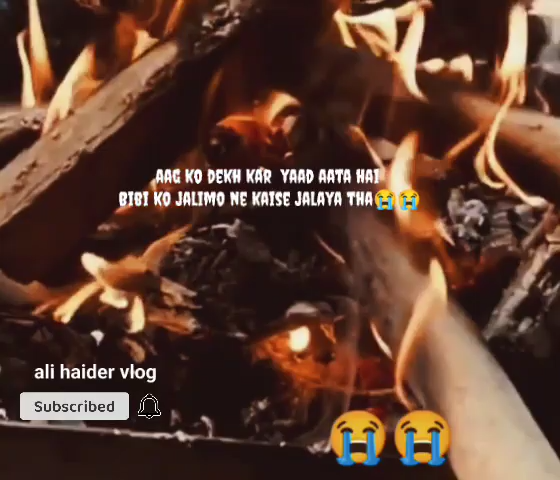 AAG KO DEKH KAR YAAD AATA HAI
BIBI KO JALIMO NE KAISE JALAYA THA😭😭
ali haider vlog
Subscribed